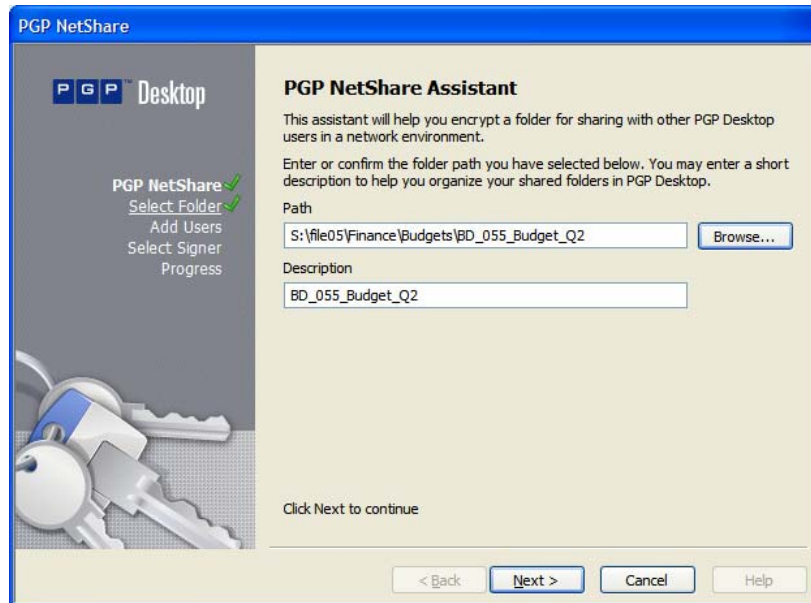 PGP NetShare
PGP™ Desktop
PGP NetShare
Select Folder
Add Users
Select Signer
Progress
PGP NetShare Assistant
This assistant will help you encrypt a folder for sharing with other PGP Desktop
users in a network environment.
Enter or confirm the folder path you have selected below. You may enter a short
description to help you organize your shared folders in PGP Desktop.
Path
S:\file05\Finance\Budgets\BD_055_Budget_Q2
Browse...
Description
BD_055_Budget_Q2
Click Next to continue
< Back
Next >
Cancel
Help